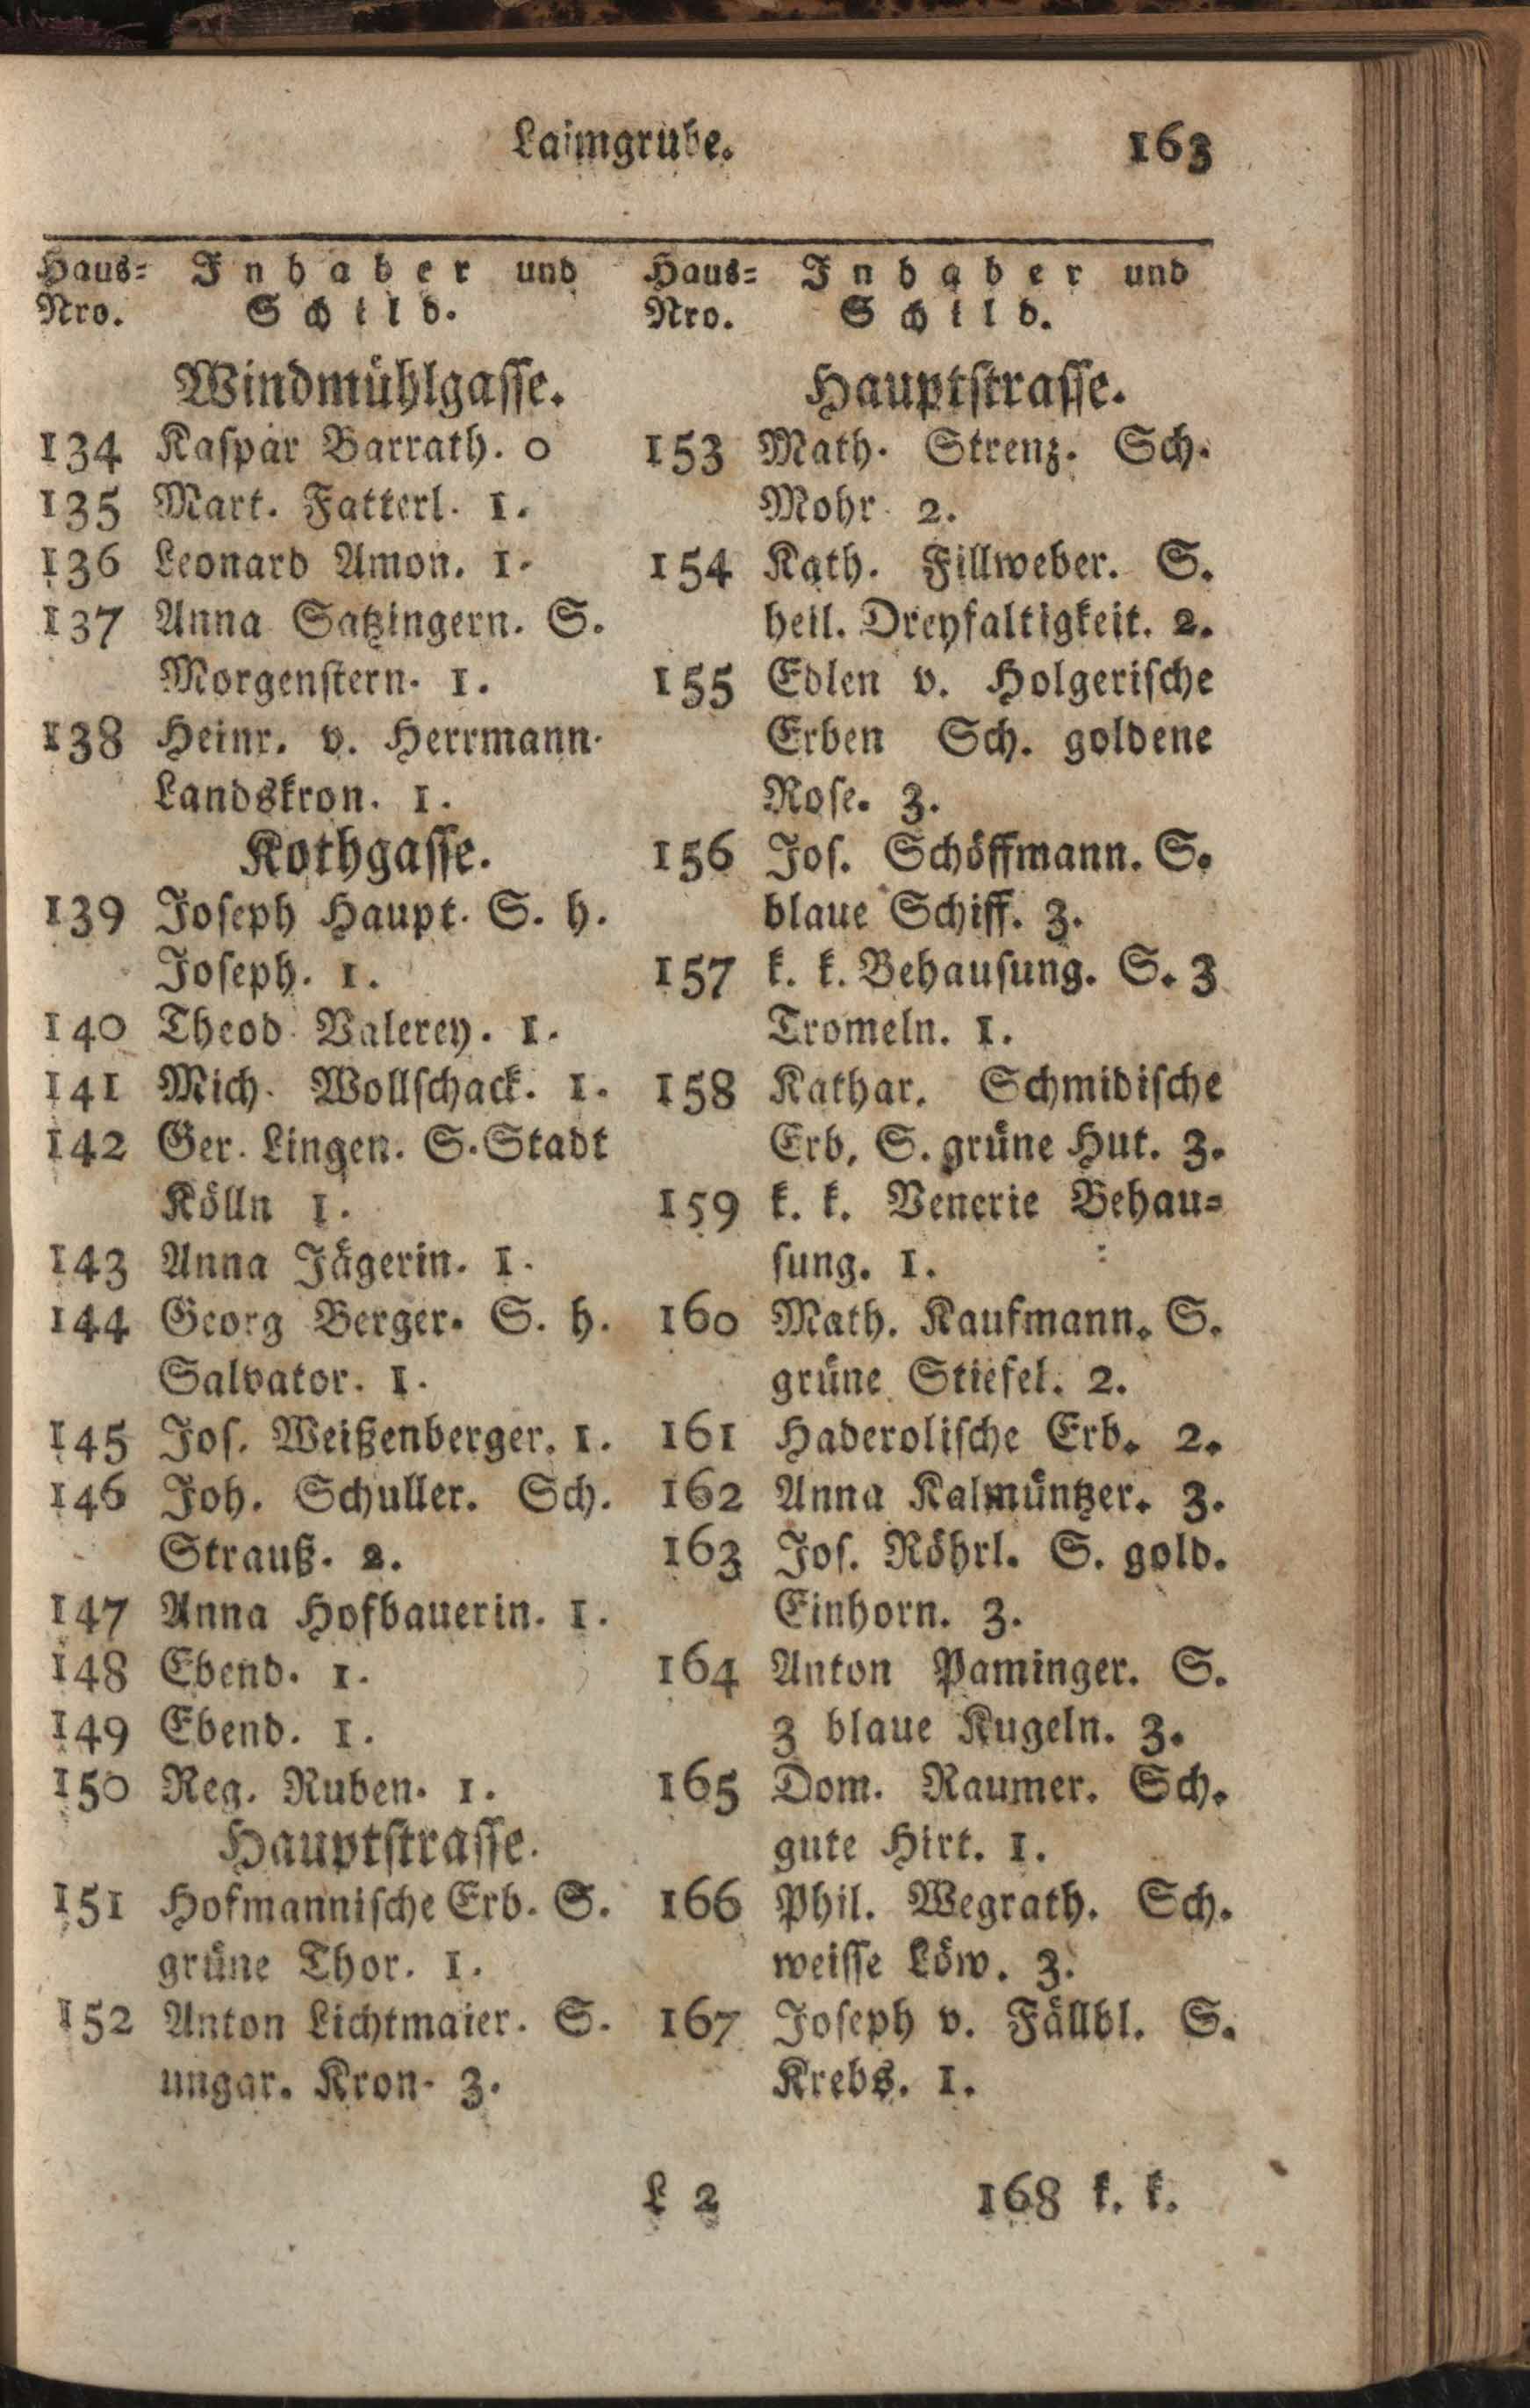 Laimgrube. 163
Haus= Inhaber und
Nro. Schild.
Windmühlgasse.
134 Kaspar Barrath. 0
135 Mart. Fatterl. 1.
136 Leonard Amon. 1.
137 Anna Satzingern. S.
Morgenstern. 1.
138 Heinr. v. Herrmann.
Landskron. 1.
Kothgasse.
139 Joseph Haupt. S. h.
Joseph. 1.
140 Theod. Valerey. 1.
141 Mich. Wollschack. 1.
142 Ger. Lingen. S. Stadt
Kölln 1.
143 Anna Jägerin. 1.
144 Georg Berger. S. h.
Salvator. 1.
145 Jos. Weißenberger. 1.
146 Joh. Schuller. Sch.
Strauß. 2.
147 Anna Hofbauerin. 1.
148 Ebend. 1.
149 Ebend. 1.
150 Reg. Ruben. 1.
Hauptstrasse.
151 Hofmannische Erb. S.
grüne Thor. 1.
152 Anton Lichtmaier. S.
ungar. Kron. 3.
Haus= Inhaber und
Nro. Schild.
Hauptstrasse.
153 Math. Strenz. Sch.
Mohr. 2.
154 Kath. Fillweber. S.
heil. Dreyfaltigkeit. 2.
155 Edlen v. Holgerische
Erben Sch. goldene
Rose. 3.
156 Jos. Schöffmann. S.
blaue Schiff. 3.
157 k. k. Behausung. S. 3
Tromeln. 1.
158 Kathar. Schmidische
Erb. S. grüne Hut. 3.
159 k. k. Venerie Behau=
sung. 1.
160 Math. Kaufmann. S.
grüne Stiefel. 2.
161 Haderolische Erb. 2.
162 Anna Kalmüntzer. 3.
163 Jos. Röhrl. S. gold.
Einhorn. 3.
164 Anton Paminger. S.
3 blaue Kugeln. 3.
165 Dom. Raumer. Sch.
gute Hirt. 1.
166 Phil. Wegrath. Sch.
weisse Löw. 3.
167 Joseph v. Fällbl. S.
Krebs. 1.
L 2 168 k. k.